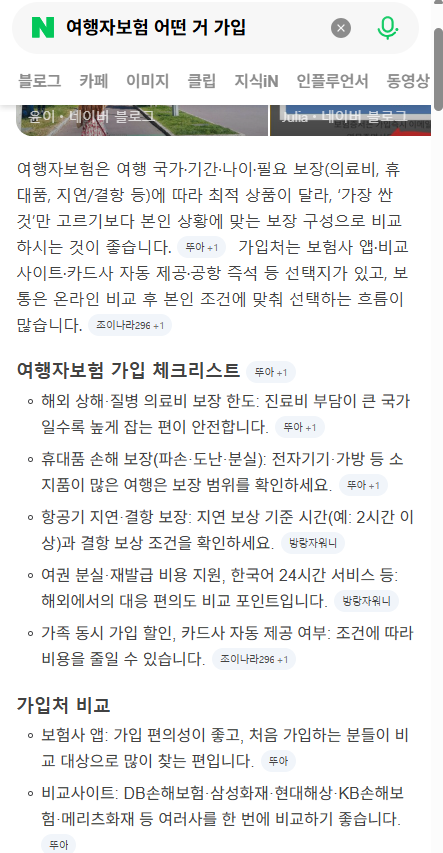 N 여행자보험 어떤 거 가입
블로그 카페 이미지 클립 지식iN 인플루언서 동영상
윤이 · 네이버 블로그
Julia · 네이버 블로그
여행자보험은 여행 국가·기간·나이·필요 보장(의료비, 휴
대품, 지연/결항 등)에 따라 최적 상품이 달라, '가장 싼
것'만 고르기보다 본인 상황에 맞는 보장 구성으로 비교
하시는 것이 좋습니다. 뚜아 +1 가입처는 보험사 앱·비교
사이트·카드사 자동 제공·공항 즉석 등 선택지가 있고, 보
통은 온라인 비교 후 본인 조건에 맞춰 선택하는 흐름이
많습니다. 조이나라296 +1
여행자보험 가입 체크리스트 뚜아 +1
해외 상해·질병 의료비 보장 한도: 진료비 부담이 큰 국가
일수록 높게 잡는 편이 안전합니다. 뚜아 +1
휴대품 손해 보장(파손·도난·분실): 전자기기·가방 등 소
지품이 많은 여행은 보장 범위를 확인하세요. 뚜아 +1
항공기 지연·결항 보장: 지연 보상 기준 시간(예: 2시간 이
상)과 결항 보상 조건을 확인하세요. 방랑자워니
여권 분실·재발급 비용 지원, 한국어 24시간 서비스 등:
해외에서의 대응 편의도 비교 포인트입니다. 방랑자워니
가족 동시 가입 할인, 카드사 자동 제공 여부: 조건에 따라
비용을 줄일 수 있습니다. 조이나라296 +1
가입처 비교
보험사 앱: 가입 편의성이 좋고, 처음 가입하는 분들이 비
교 대상으로 많이 찾는 편입니다. 뚜아
비교사이트: DB손해보험·삼성화재·현대해상·KB손해보
험·메리츠화재 등 여러사를 한 번에 비교하기 좋습니다.
뚜아